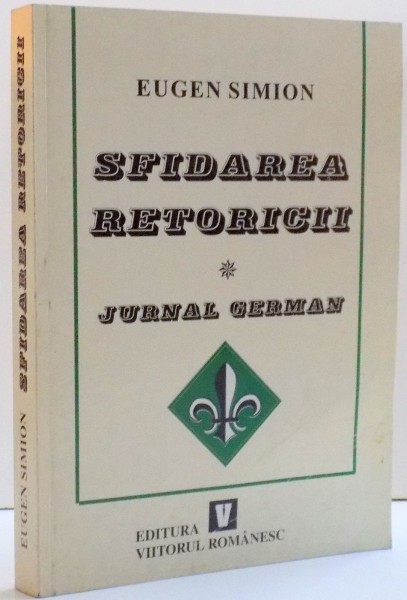 EUGEN SIMION
SFIDAREA
RETORICII
*
JURNAL GERMAN
EDITURA V
VIITORUL ROMÂNESC
EUGEN SIMION SFIDAREA RETORICII